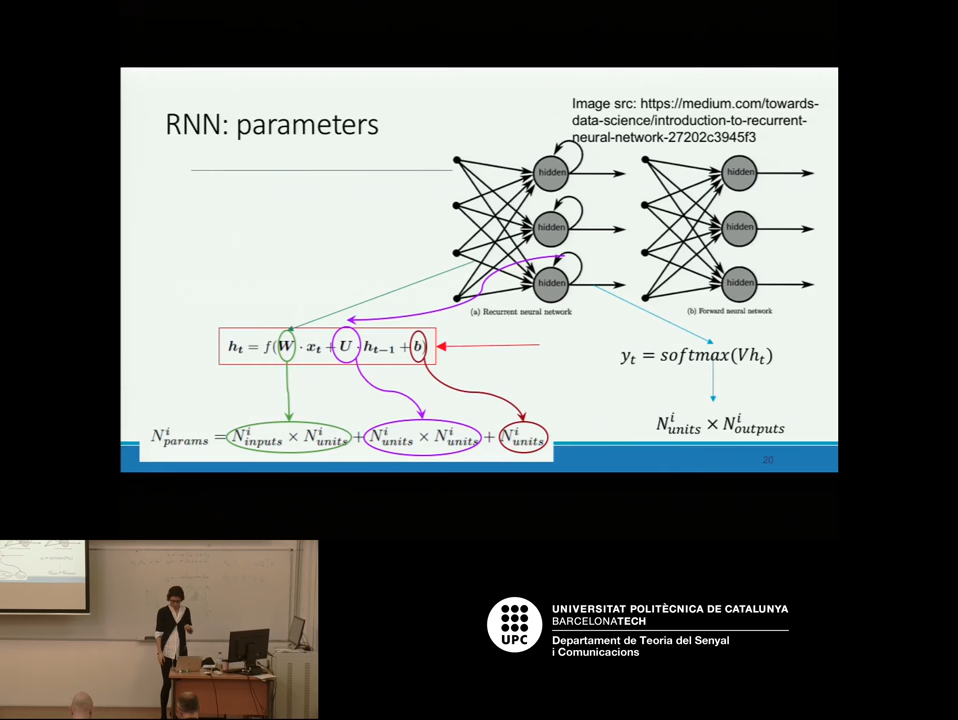 RNN: parameters
Image src: https://medium.com/towards-
data-science/introduction-to-recurrent-
neural-network-27202c3945f3
hidden
hidden
hidden
hidden
hidden
hidden
(a) Recurrent neural network
(b) Forward neural network
h_t = f(W · x_t + U · h_{t-1} + b)
y_t = softmax(Vh_t)
N^i_{params} = N^i_{inputs} × N^i_{units} + N^i_{units} × N^i_{units} + N^i_{units}
N^i_{units} × N^i_{outputs}
20
UPC
UNIVERSITAT POLITÈCNICA DE CATALUNYA
BARCELONATECH
Departament de Teoria del Senyal
i Comunicacions